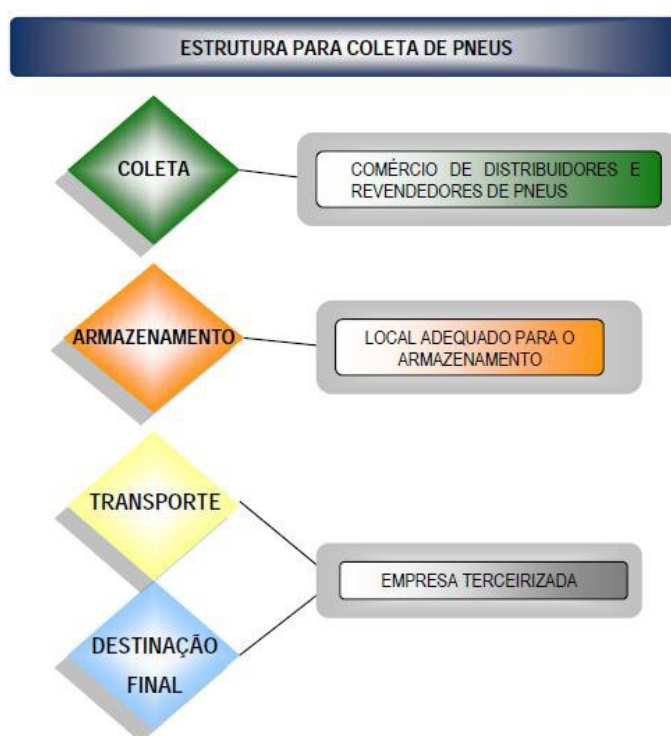 ESTRUTURA PARA COLETA DE PNEUS
COLETA
COMÉRCIO DE DISTRIBUIDORES E
REVENDEDORES DE PNEUS
ARMAZENAMENTO
LOCAL ADEQUADO PARA O
ARMAZENAMENTO
TRANSPORTE
EMPRESA TERCEIRIZADA
DESTINAÇÃO
FINAL